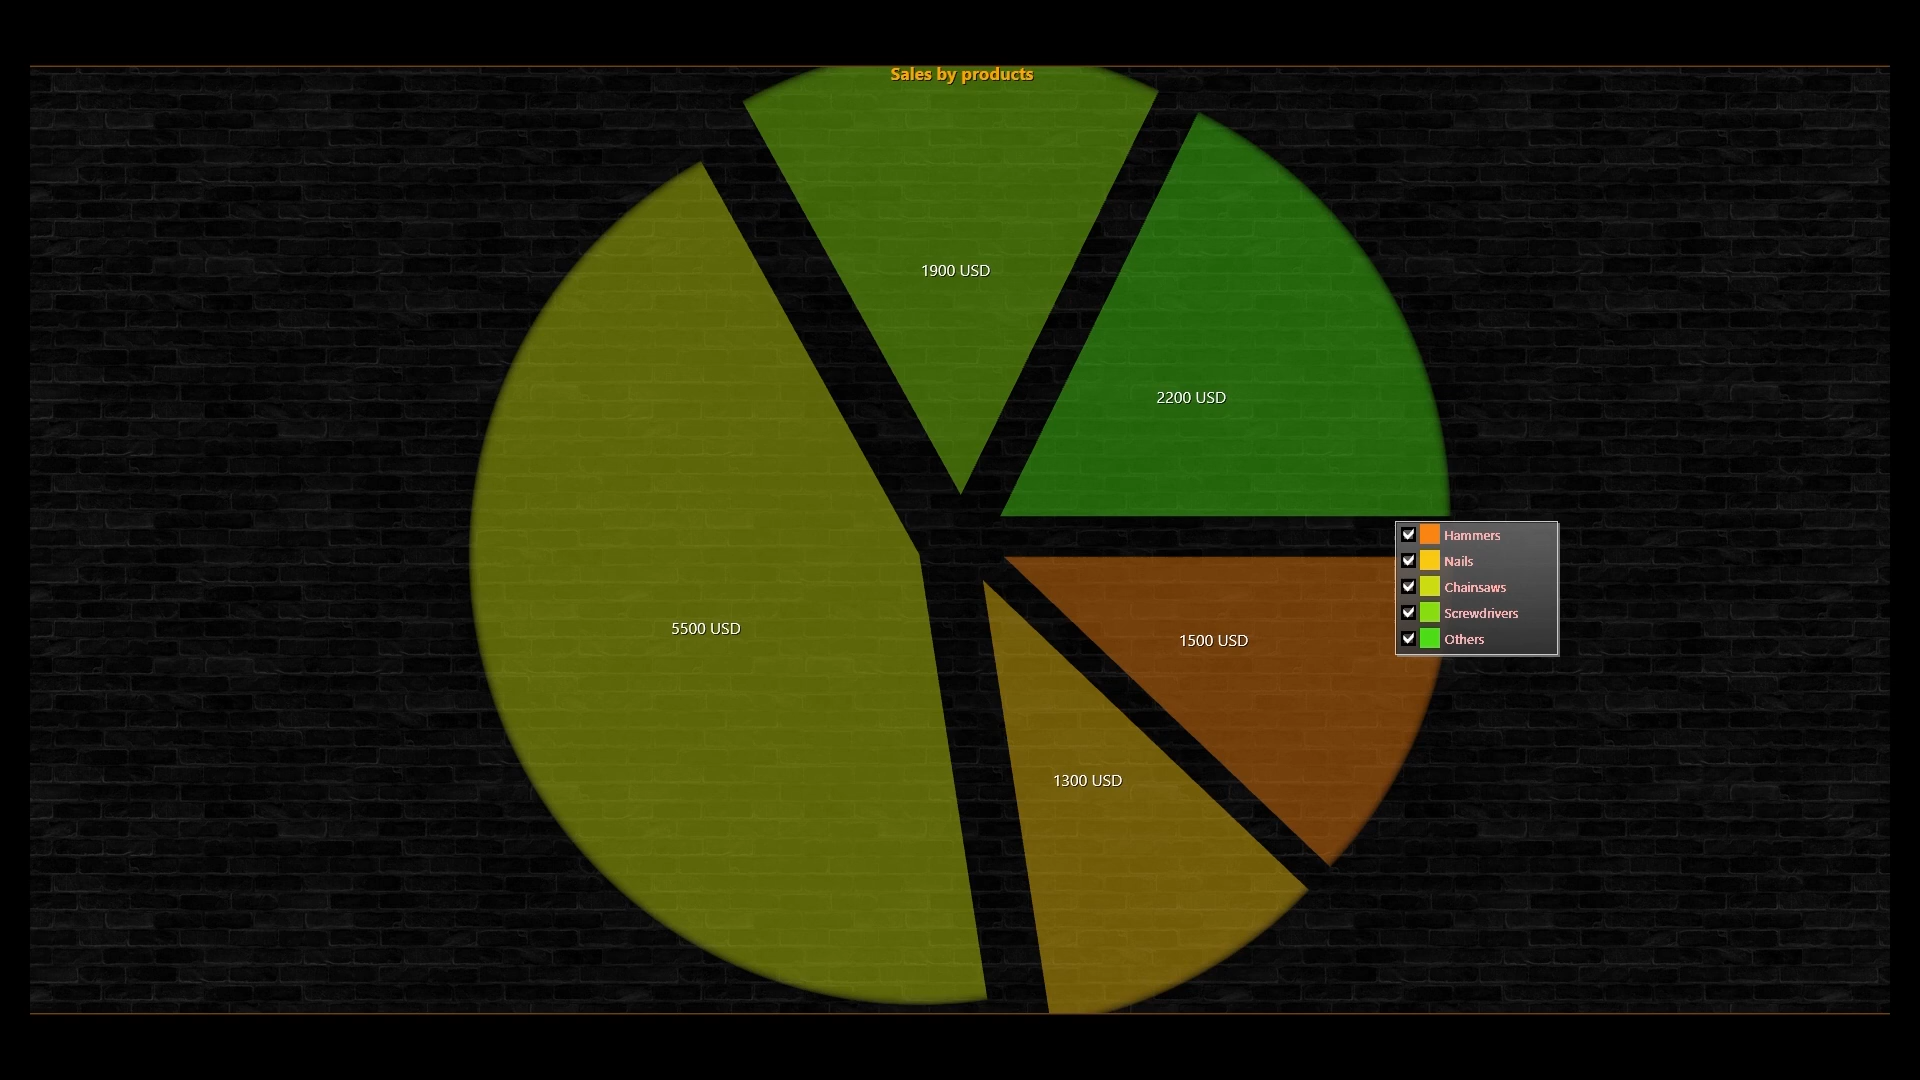 Sales by products
1900 USD
2200 USD
5500 USD
1500 USD
1300 USD
Hammers
Nails
Chainsaws
Screwdrivers
Others